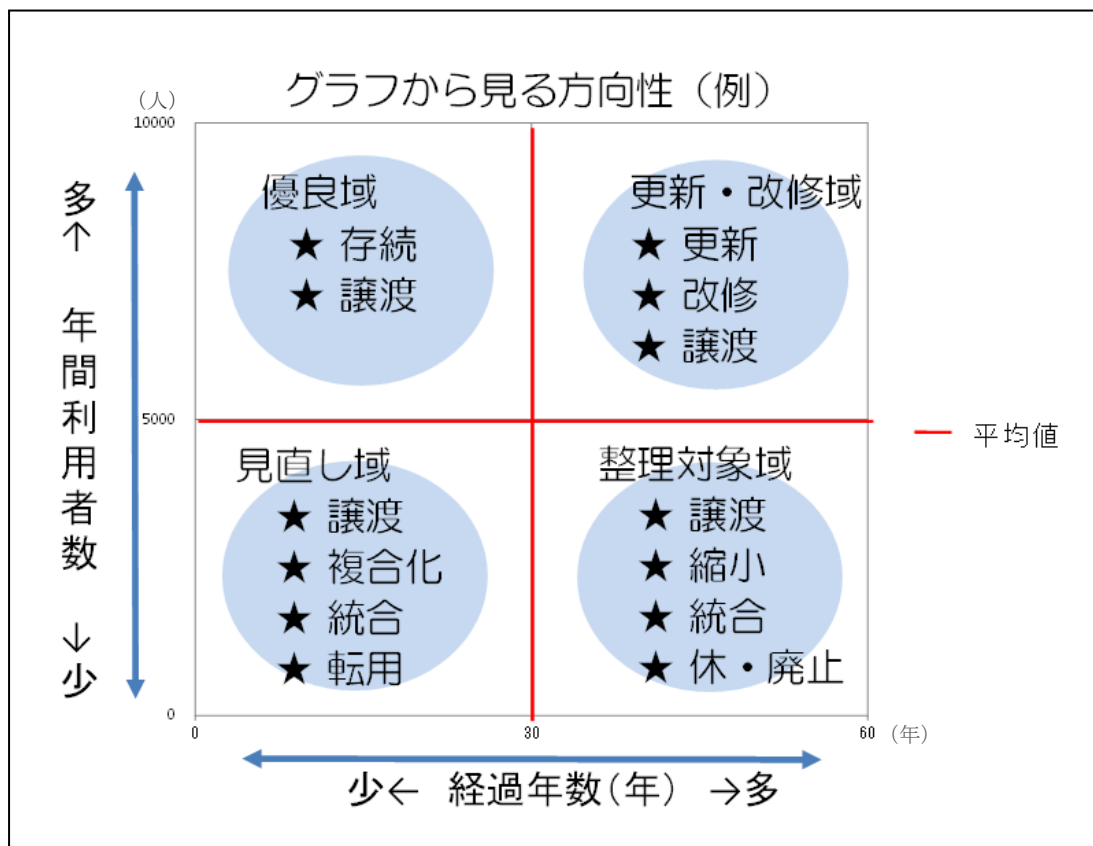 グラフから見る方向性（例）
（人）
10000
5000
0
多↑ 年間利用者数 ↓少
優良域
★ 存続
★ 譲渡
更新・改修域
★ 更新
★ 改修
★ 譲渡
見直し域
★ 譲渡
★ 複合化
★ 統合
★ 転用
整理対象域
★ 譲渡
★ 縮小
★ 統合
★ 休・廃止
平均値
0
30
60
（年）
少← 経過年数(年) →多